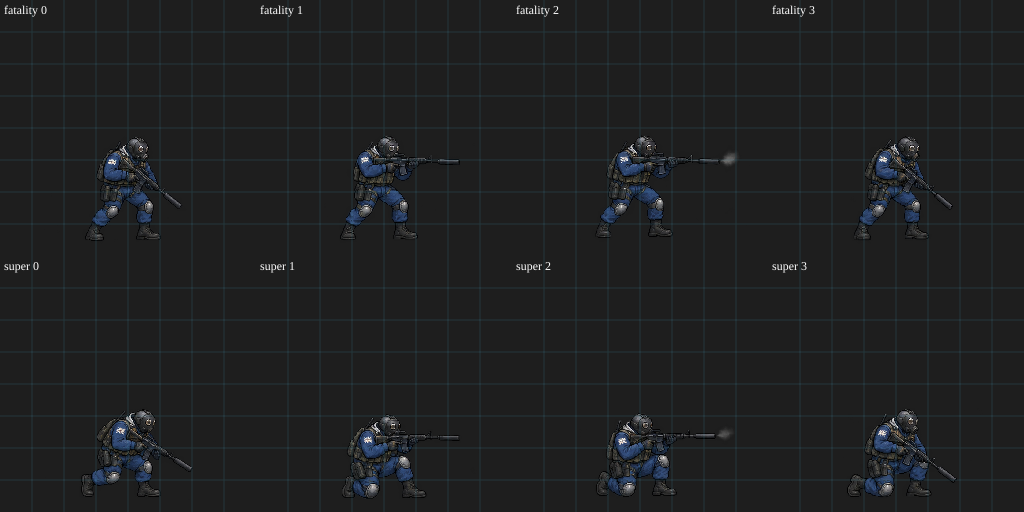 fatality 0
fatality 1
fatality 2
fatality 3
super 0
super 1
super 2
super 3